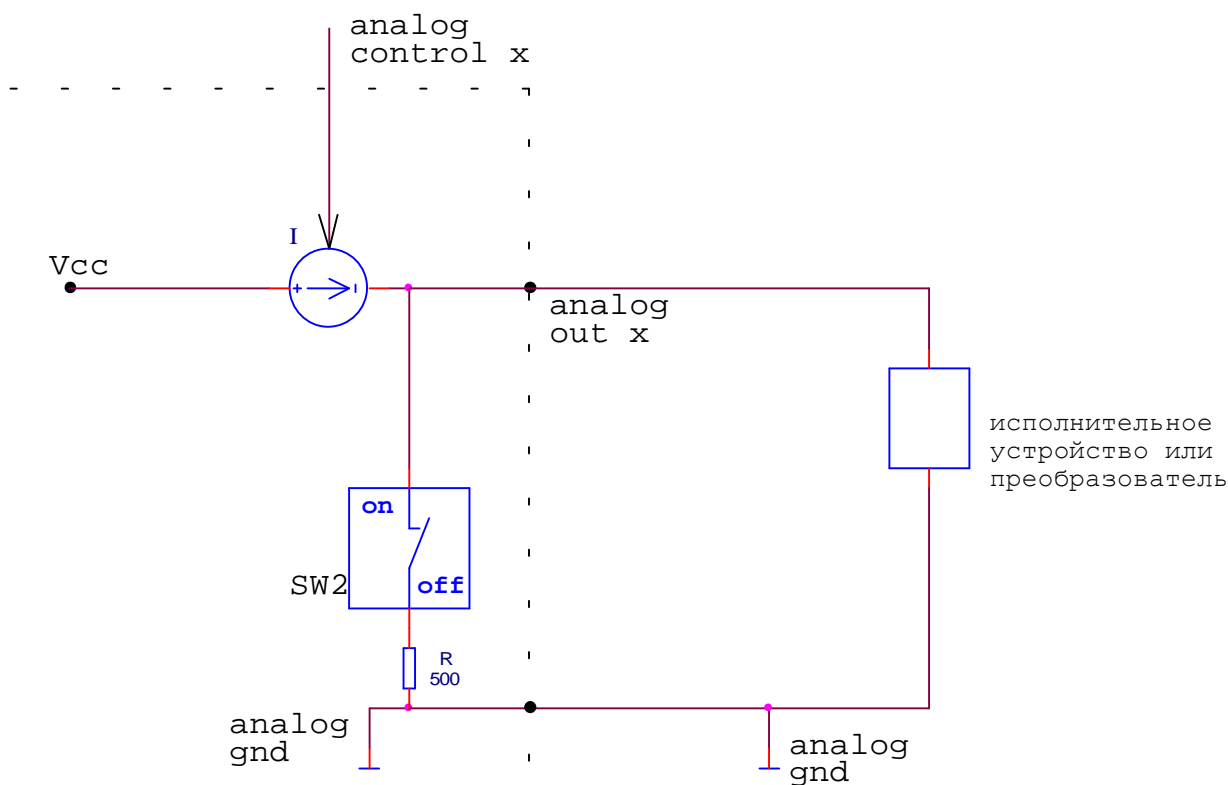 analog
control x
I
Vcc
+
analog
out x
исполнительное
устройство или
преобразователь
on
SW2
off
R
500
analog
gnd
analog
gnd